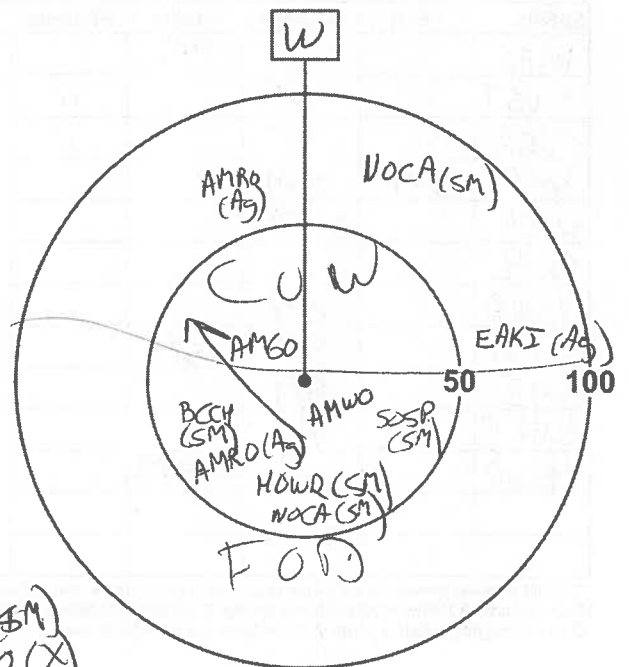 W
NOCA (SM)
AMRO
(Ag)
COW
EAKI (Ag)
AMGO
50
100
AMWO
BCCH
(SM)
SOSP
(SM)
AMRO (Ag)
HOWR (SM)
NOCA (SM)
FOD